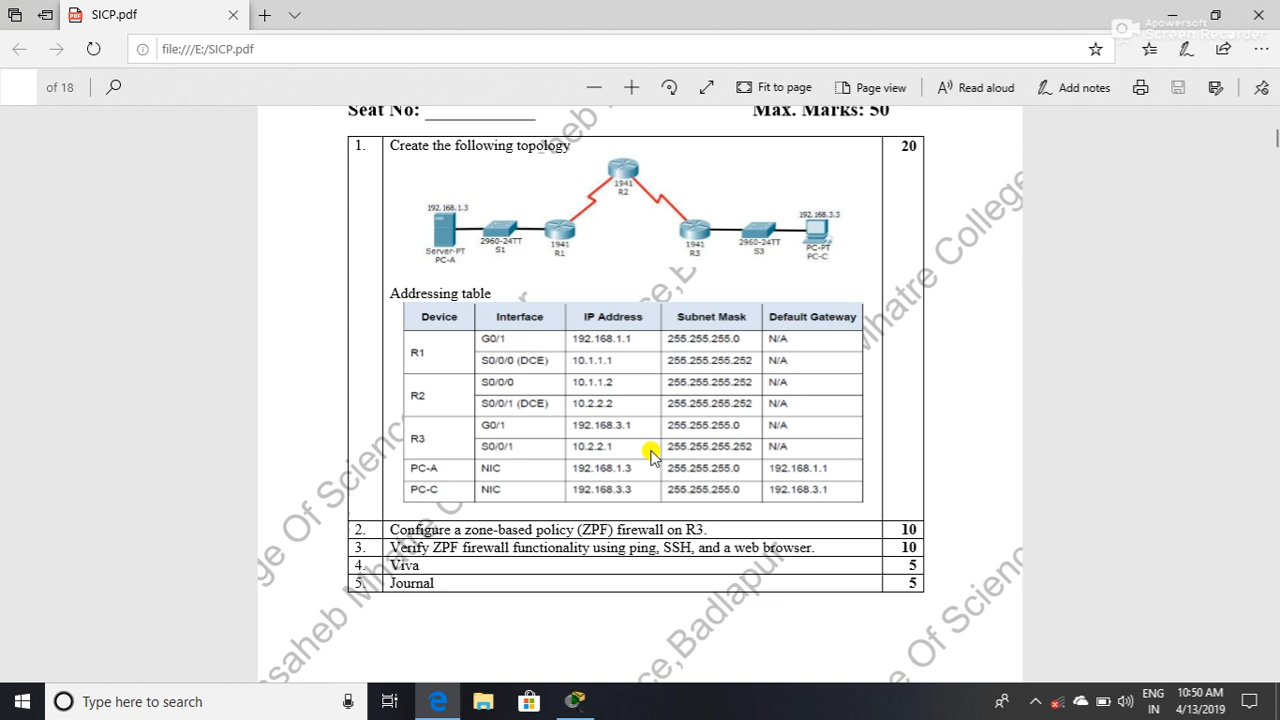 SICP.pdf
Apowersoft
Screen Recorder
file:///E:/SICP.pdf
of 18
Fit to page
Page view
Read aloud
Add notes
Seat No:
Max. Marks: 50
1.
Create the following topology
20
1941
R2
192.168.1.3
192.168.3.3
Server-PT
PC-A
2960-24TT
S1
1941
R1
1941
R3
2960-24TT
S3
PC-PT
PC-C
Addressing table
Device Interface IP Address Subnet Mask Default Gateway
R1
G0/1 192.168.1.1 255.255.255.0 N/A
S0/0/0 (DCE) 10.1.1.1 255.255.255.252 N/A
R2
S0/0/0 10.1.1.2 255.255.255.252 N/A
S0/0/1 (DCE) 10.2.2.2 255.255.255.252 N/A
R3
G0/1 192.168.3.1 255.255.255.0 N/A
S0/0/1 10.2.2.1 255.255.255.252 N/A
PC-A NIC 192.168.1.3 255.255.255.0 192.168.1.1
PC-C NIC 192.168.3.3 255.255.255.0 192.168.3.1
2. Configure a zone-based policy (ZPF) firewall on R3. 10
3. Verify ZPF firewall functionality using ping, SSH, and a web browser. 10
4. Viva 5
5. Journal 5
Mhatre College
Of Science
ce,Badlapur
Type here to search
ENG
IN
10:50 AM
4/13/2019